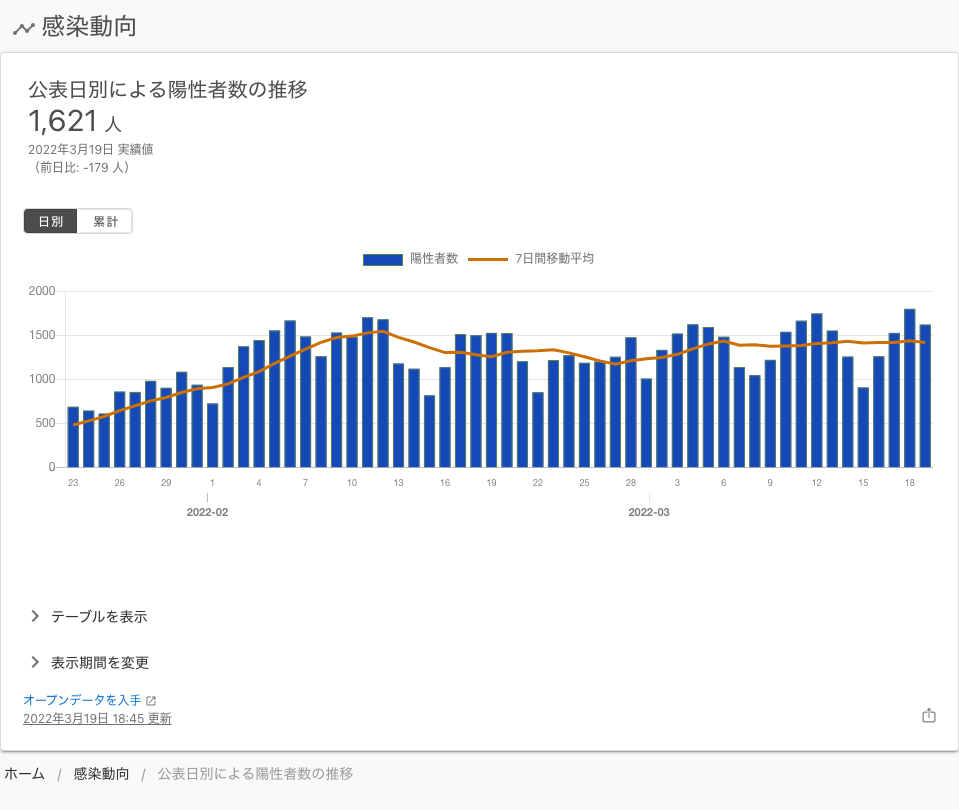 感染動向
公表日別による陽性者数の推移
1,621 人
2022年3月19日 実績値
（前日比: -179 人）
日別 累計
陽性者数 7日間移動平均
2000
1500
1000
500
0
23 26 29 1 4 7 10 13 16 19 22 25 28 3 6 9 12 15 18
2022-02 2022-03
テーブルを表示
表示期間を変更
オープンデータを入手
2022年3月19日 18:45 更新
ホーム / 感染動向 / 公表日別による陽性者数の推移